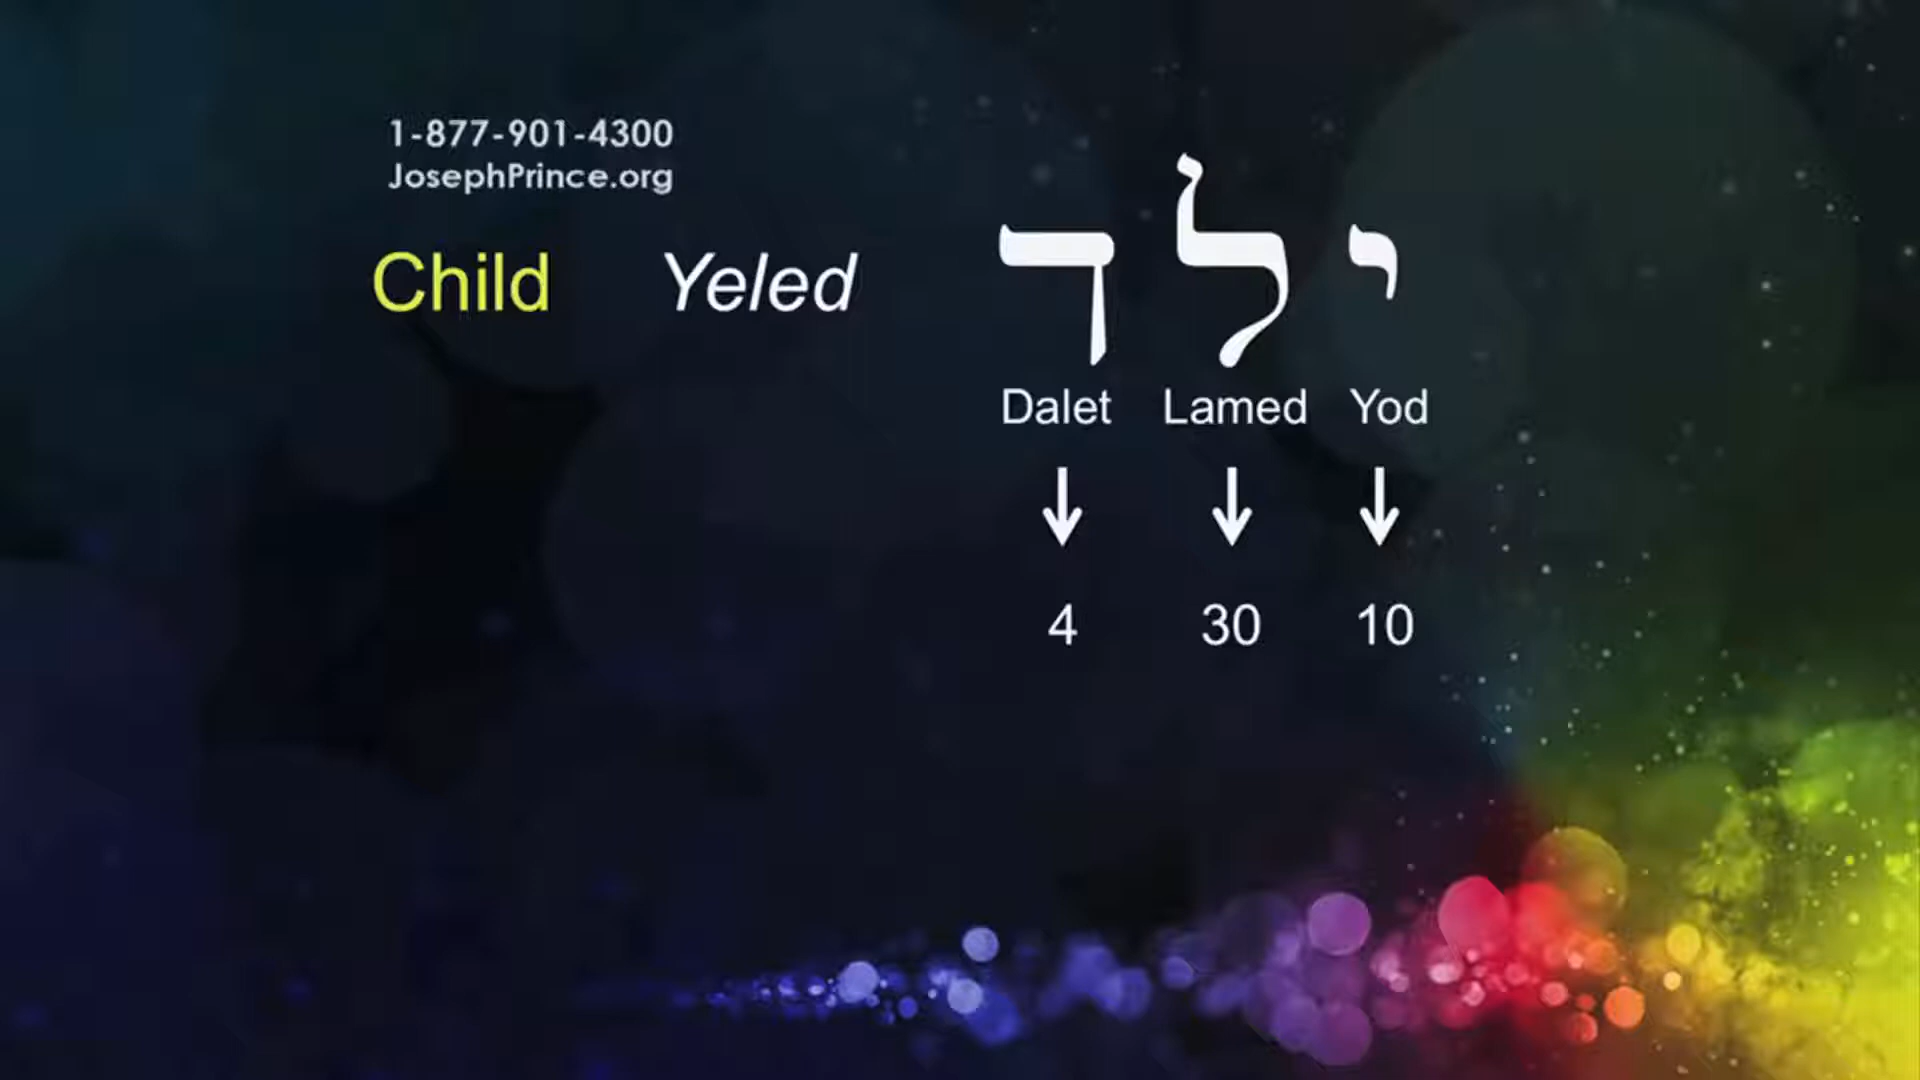 1-877-901-4300
JosephPrince.org
Child Yeled ילד
Dalet Lamed Yod
↓ ↓ ↓
4 30 10